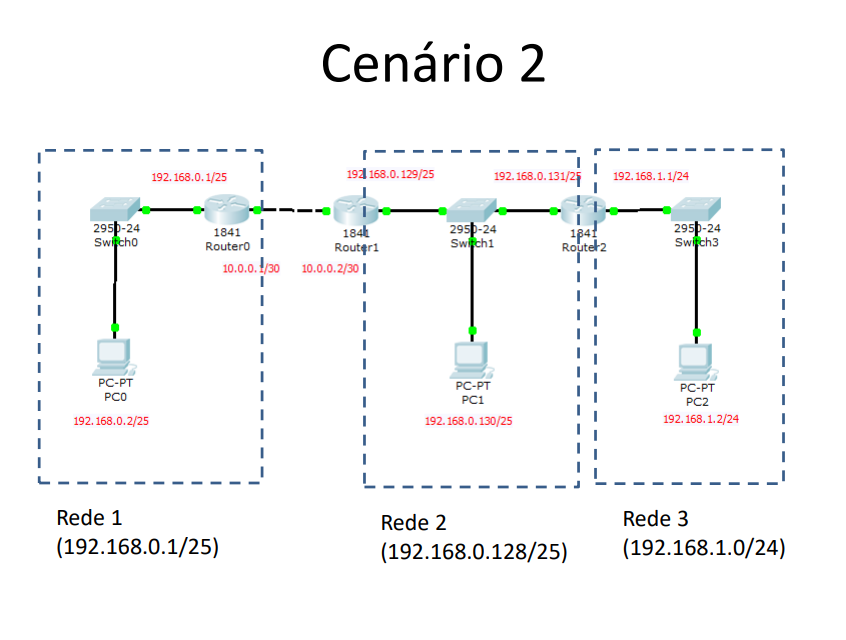 Cenário 2
192.168.0.1/25
192.168.0.129/25
192.168.0.131/25
192.168.1.1/24
2950-24
Switch0
1841
Router0
1841
Router1
2950-24
Switch1
1841
Router2
2950-24
Switch3
10.0.0.1/30
10.0.0.2/30
PC-PT
PC0
192.168.0.2/25
PC-PT
PC1
192.168.0.130/25
PC-PT
PC2
192.168.1.2/24
Rede 1
(192.168.0.1/25)
Rede 2
(192.168.0.128/25)
Rede 3
(192.168.1.0/24)